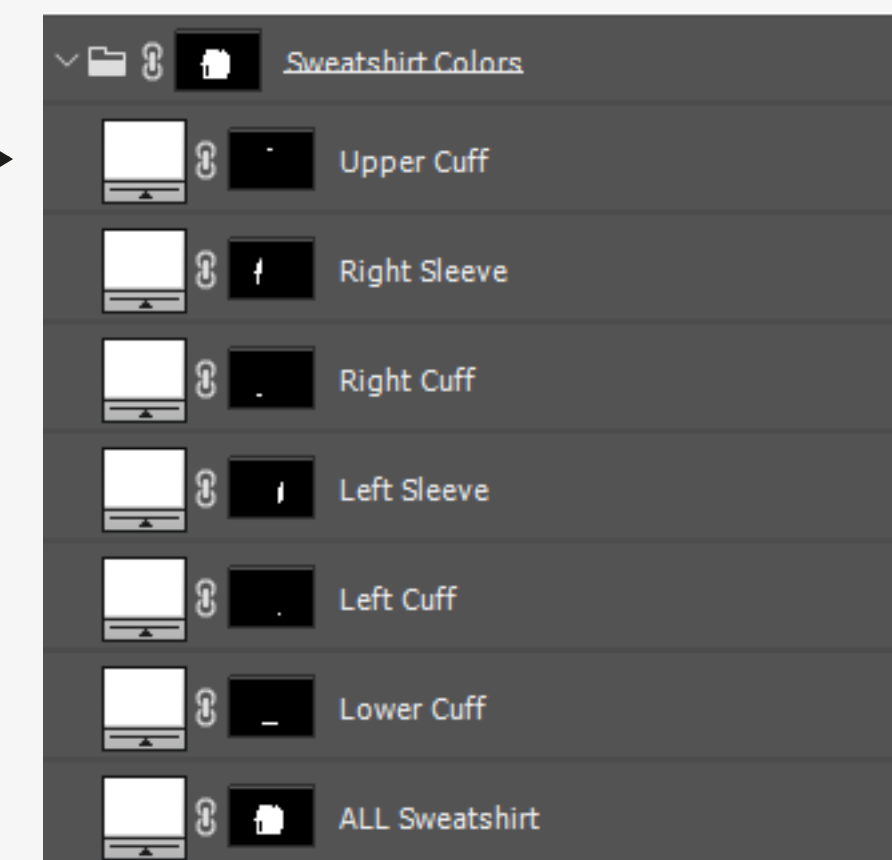 Sweatshirt Colors
Upper Cuff
Right Sleeve
Right Cuff
Left Sleeve
Left Cuff
Lower Cuff
ALL Sweatshirt